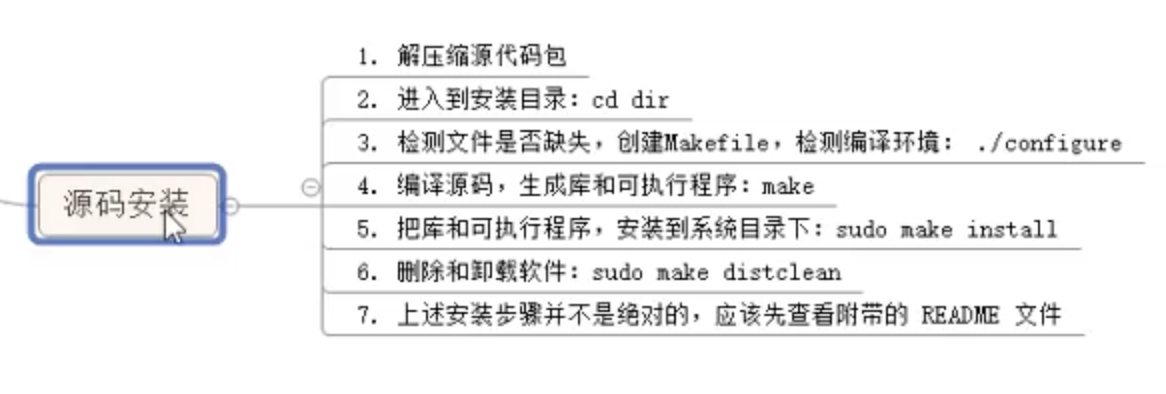 源码安装
1. 解压缩源代码包
2. 进入到安装目录：cd dir
3. 检测文件是否缺失，创建Makefile，检测编译环境： ./configure
4. 编译源码，生成库和可执行程序：make
5. 把库和可执行程序，安装到系统目录下：sudo make install
6. 删除和卸载软件：sudo make distclean
7. 上述安装步骤并不是绝对的，应该先查看附带的 README 文件